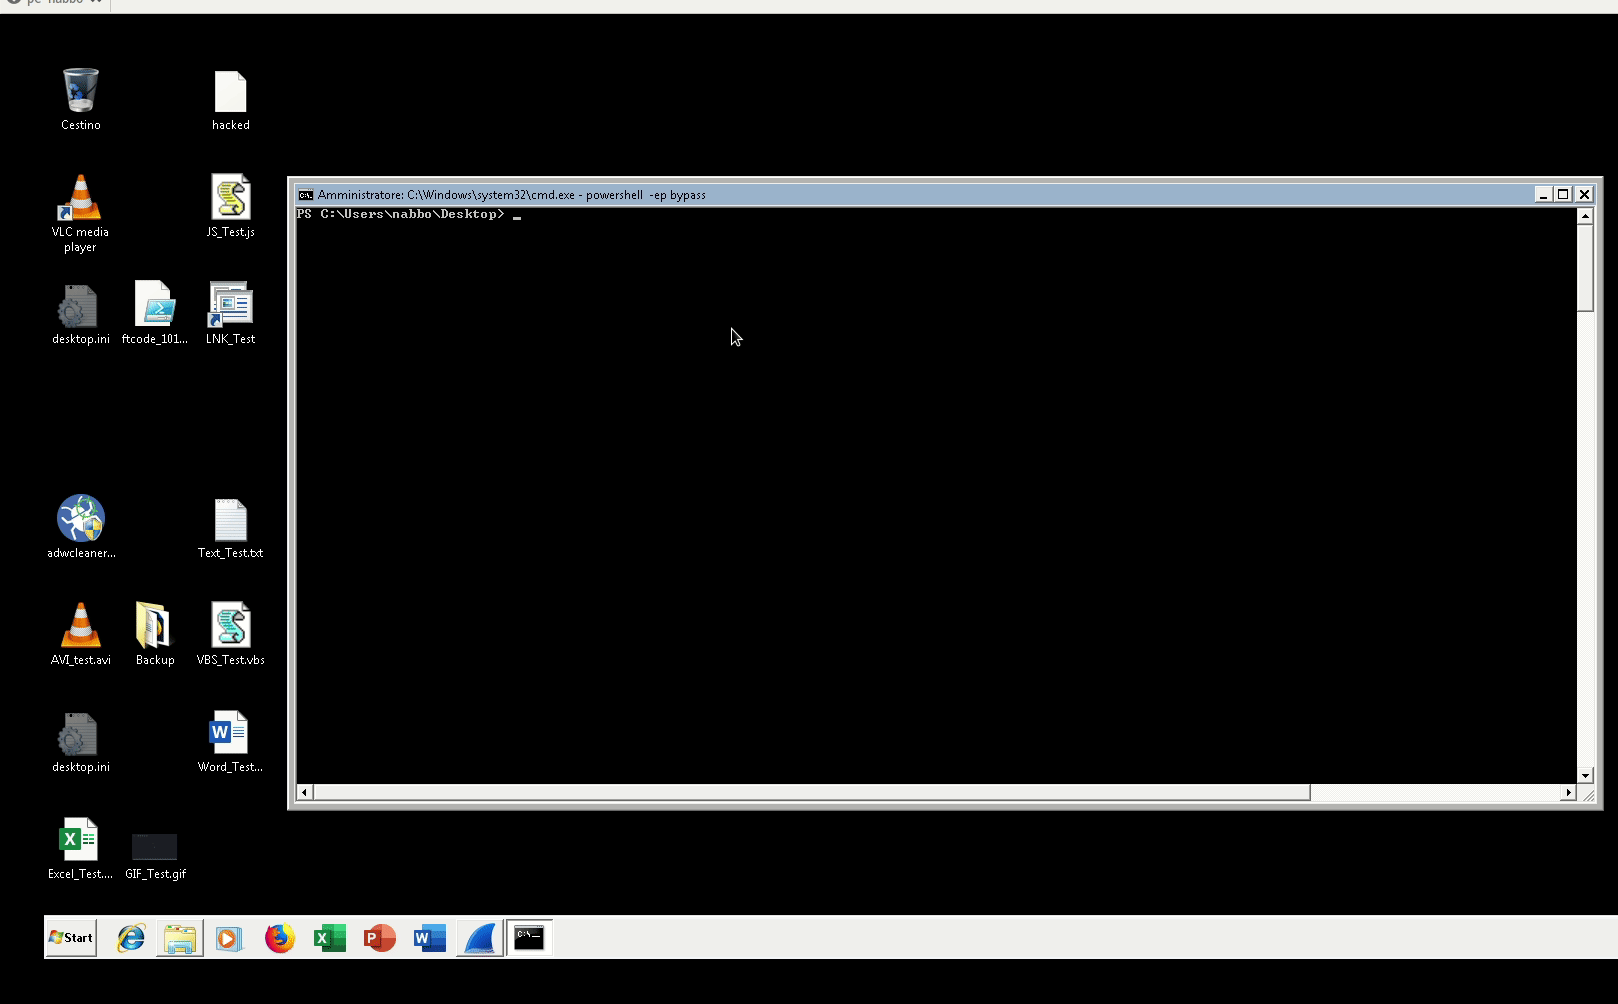 pc-nabbo
Cestino
hacked
VLC media
player
JS_Test.js
desktop.ini
ftcode_101...
LNK_Test
Amministratore: C:\Windows\system32\cmd.exe - powershell  -ep bypass
PS C:\Users\nabbo\Desktop> _
adwcleaner...
Text_Test.txt
AVI_test.avi
Backup
VBS_Test.vbs
desktop.ini
Word_Test...
Excel_Test....
GIF_Test.gif
Start